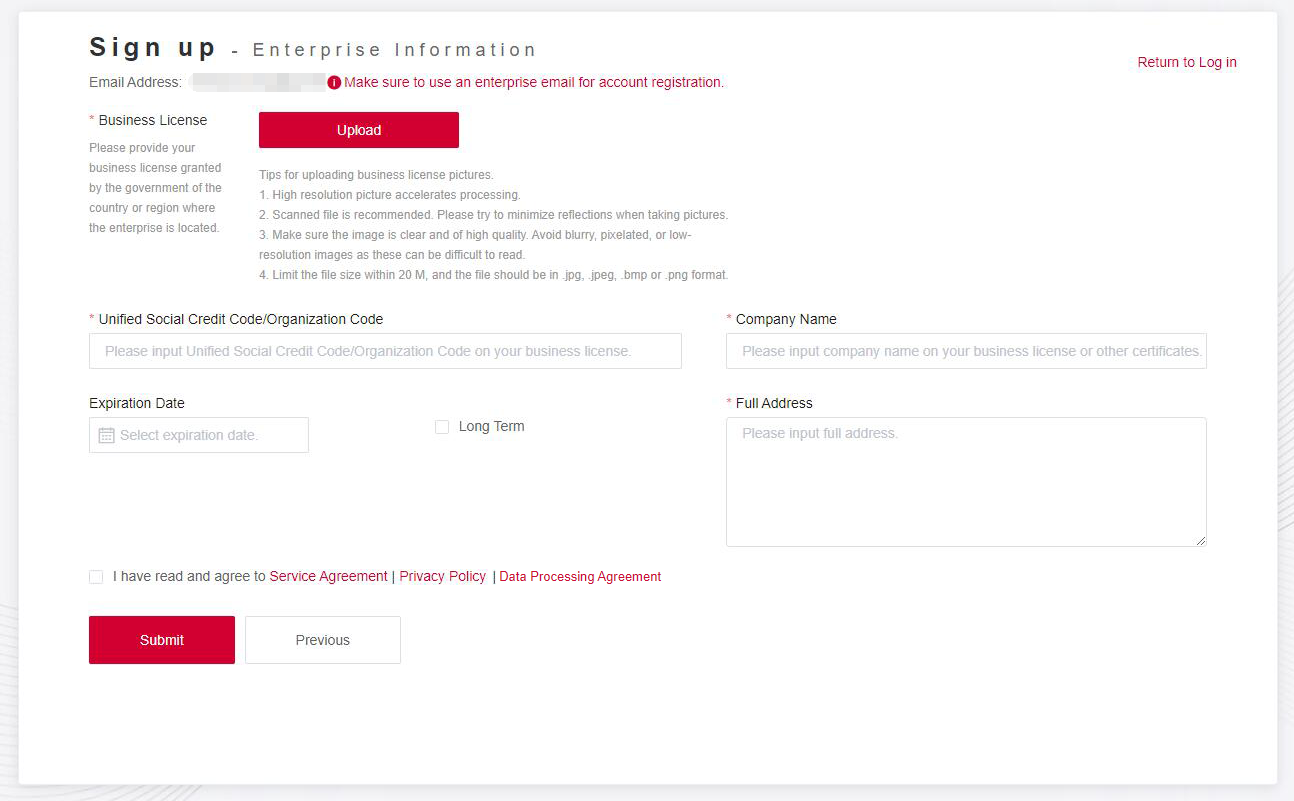 Sign up - Enterprise Information
Return to Log in
Email Address:
Make sure to use an enterprise email for account registration.
* Business License
Please provide your
business license granted
by the government of the
country or region where
the enterprise is located.
Upload
Tips for uploading business license pictures.
1. High resolution picture accelerates processing.
2. Scanned file is recommended. Please try to minimize reflections when taking pictures.
3. Make sure the image is clear and of high quality. Avoid blurry, pixelated, or low-
resolution images as these can be difficult to read.
4. Limit the file size within 20 M, and the file should be in .jpg, .jpeg, .bmp or .png format.
* Unified Social Credit Code/Organization Code
Please input Unified Social Credit Code/Organization Code on your business license.
* Company Name
Please input company name on your business license or other certificates.
Expiration Date
Select expiration date.
Long Term
* Full Address
Please input full address.
I have read and agree to Service Agreement | Privacy Policy | Data Processing Agreement
Submit
Previous